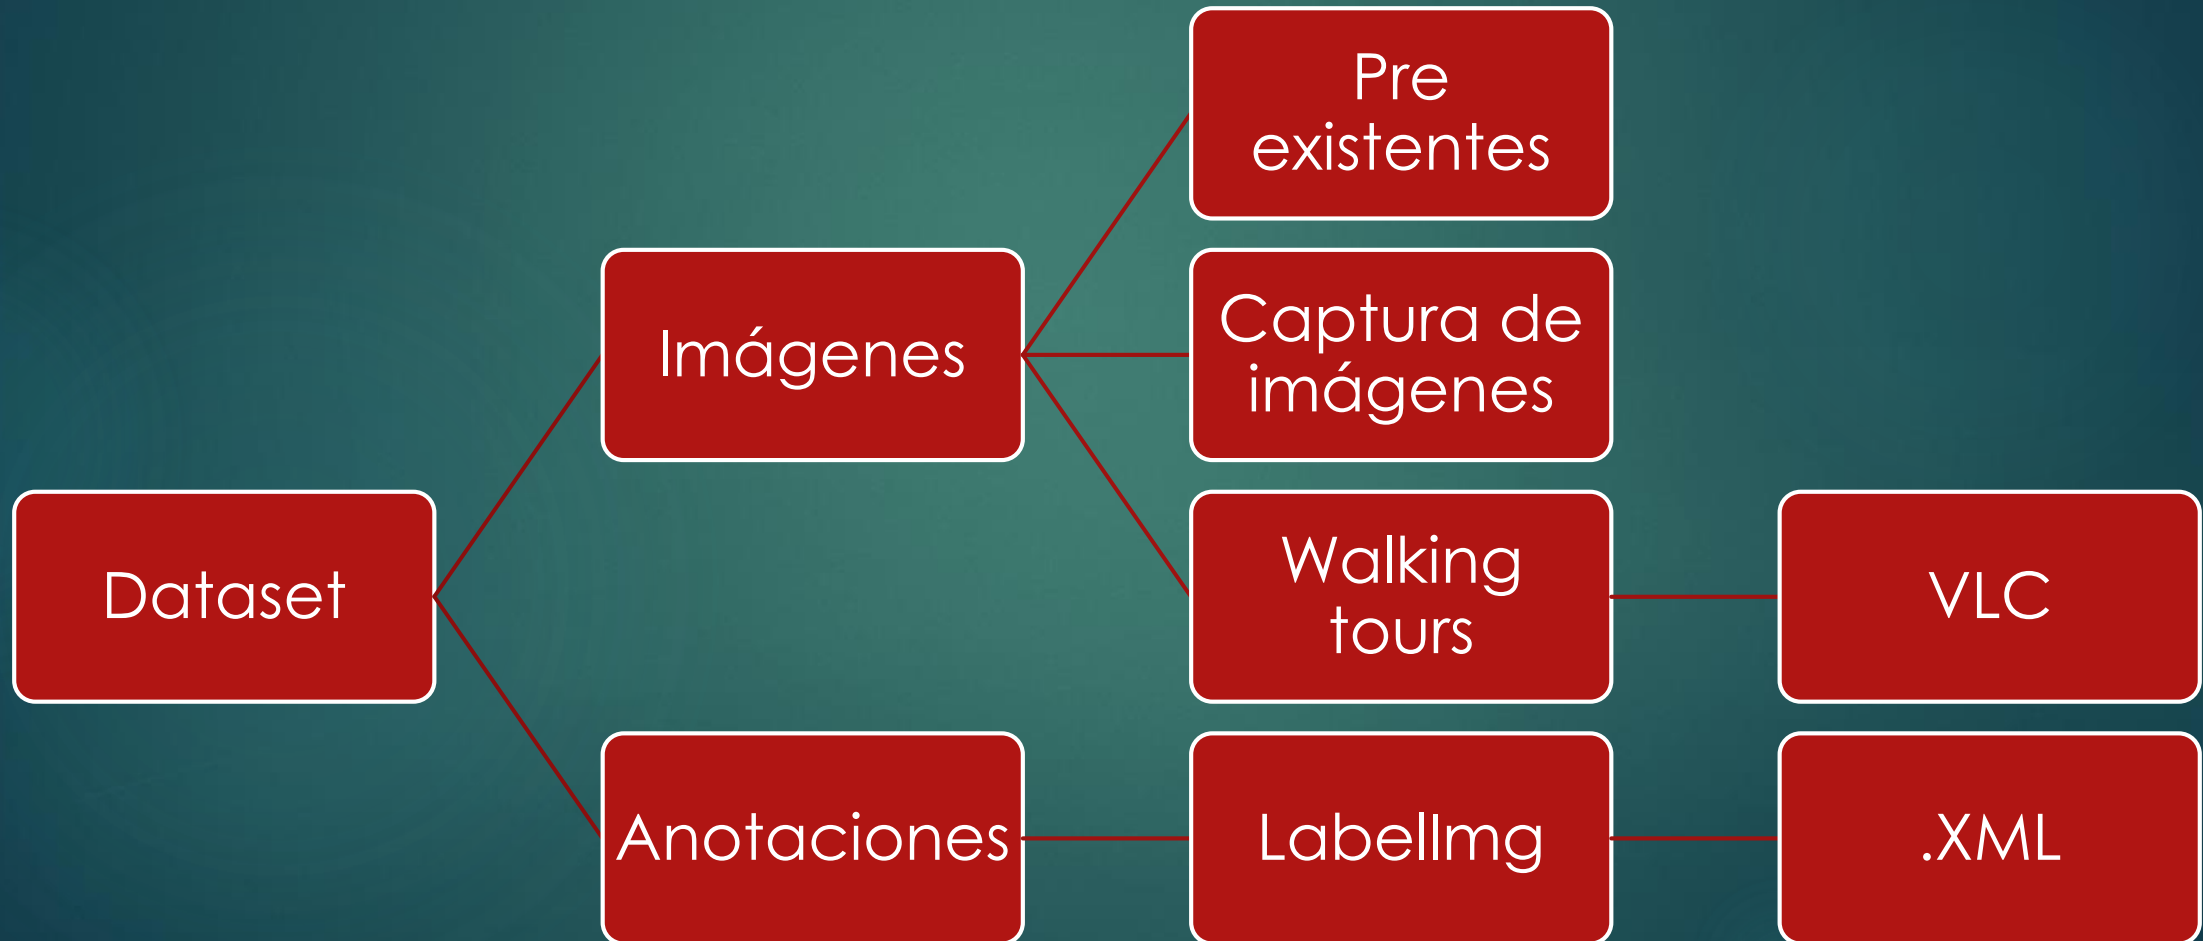 Pre
existentes
Imágenes
Captura de
imágenes
Dataset
Walking
tours
VLC
Anotaciones
LabelImg
.XML